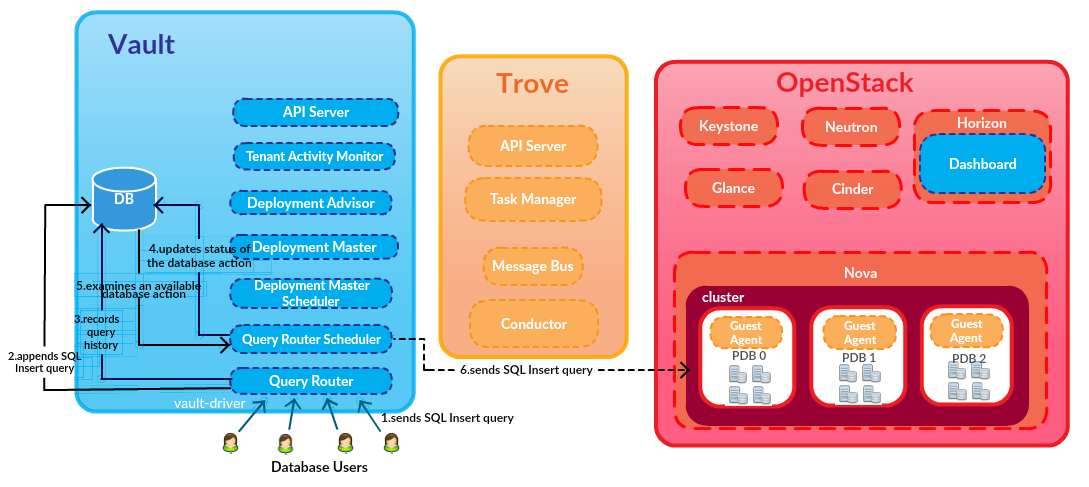 Vault
API Server
Tenant Activity Monitor
Deployment Advisor
DB
Deployment Master
4.updates status of
the database action
5.examines an available
database action
Deployment Master
Scheduler
3.records
query
history
Query Router Scheduler
2.appends SQL
Insert query
Query Router
vault-driver
1.sends SQL Insert query
Database Users
Trove
API Server
Task Manager
Message Bus
Conductor
6.sends SQL Insert query
OpenStack
Keystone
Neutron
Horizon
Dashboard
Glance
Cinder
Nova
cluster
Guest
Agent
PDB 0
Guest
Agent
PDB 1
Guest
Agent
PDB 2